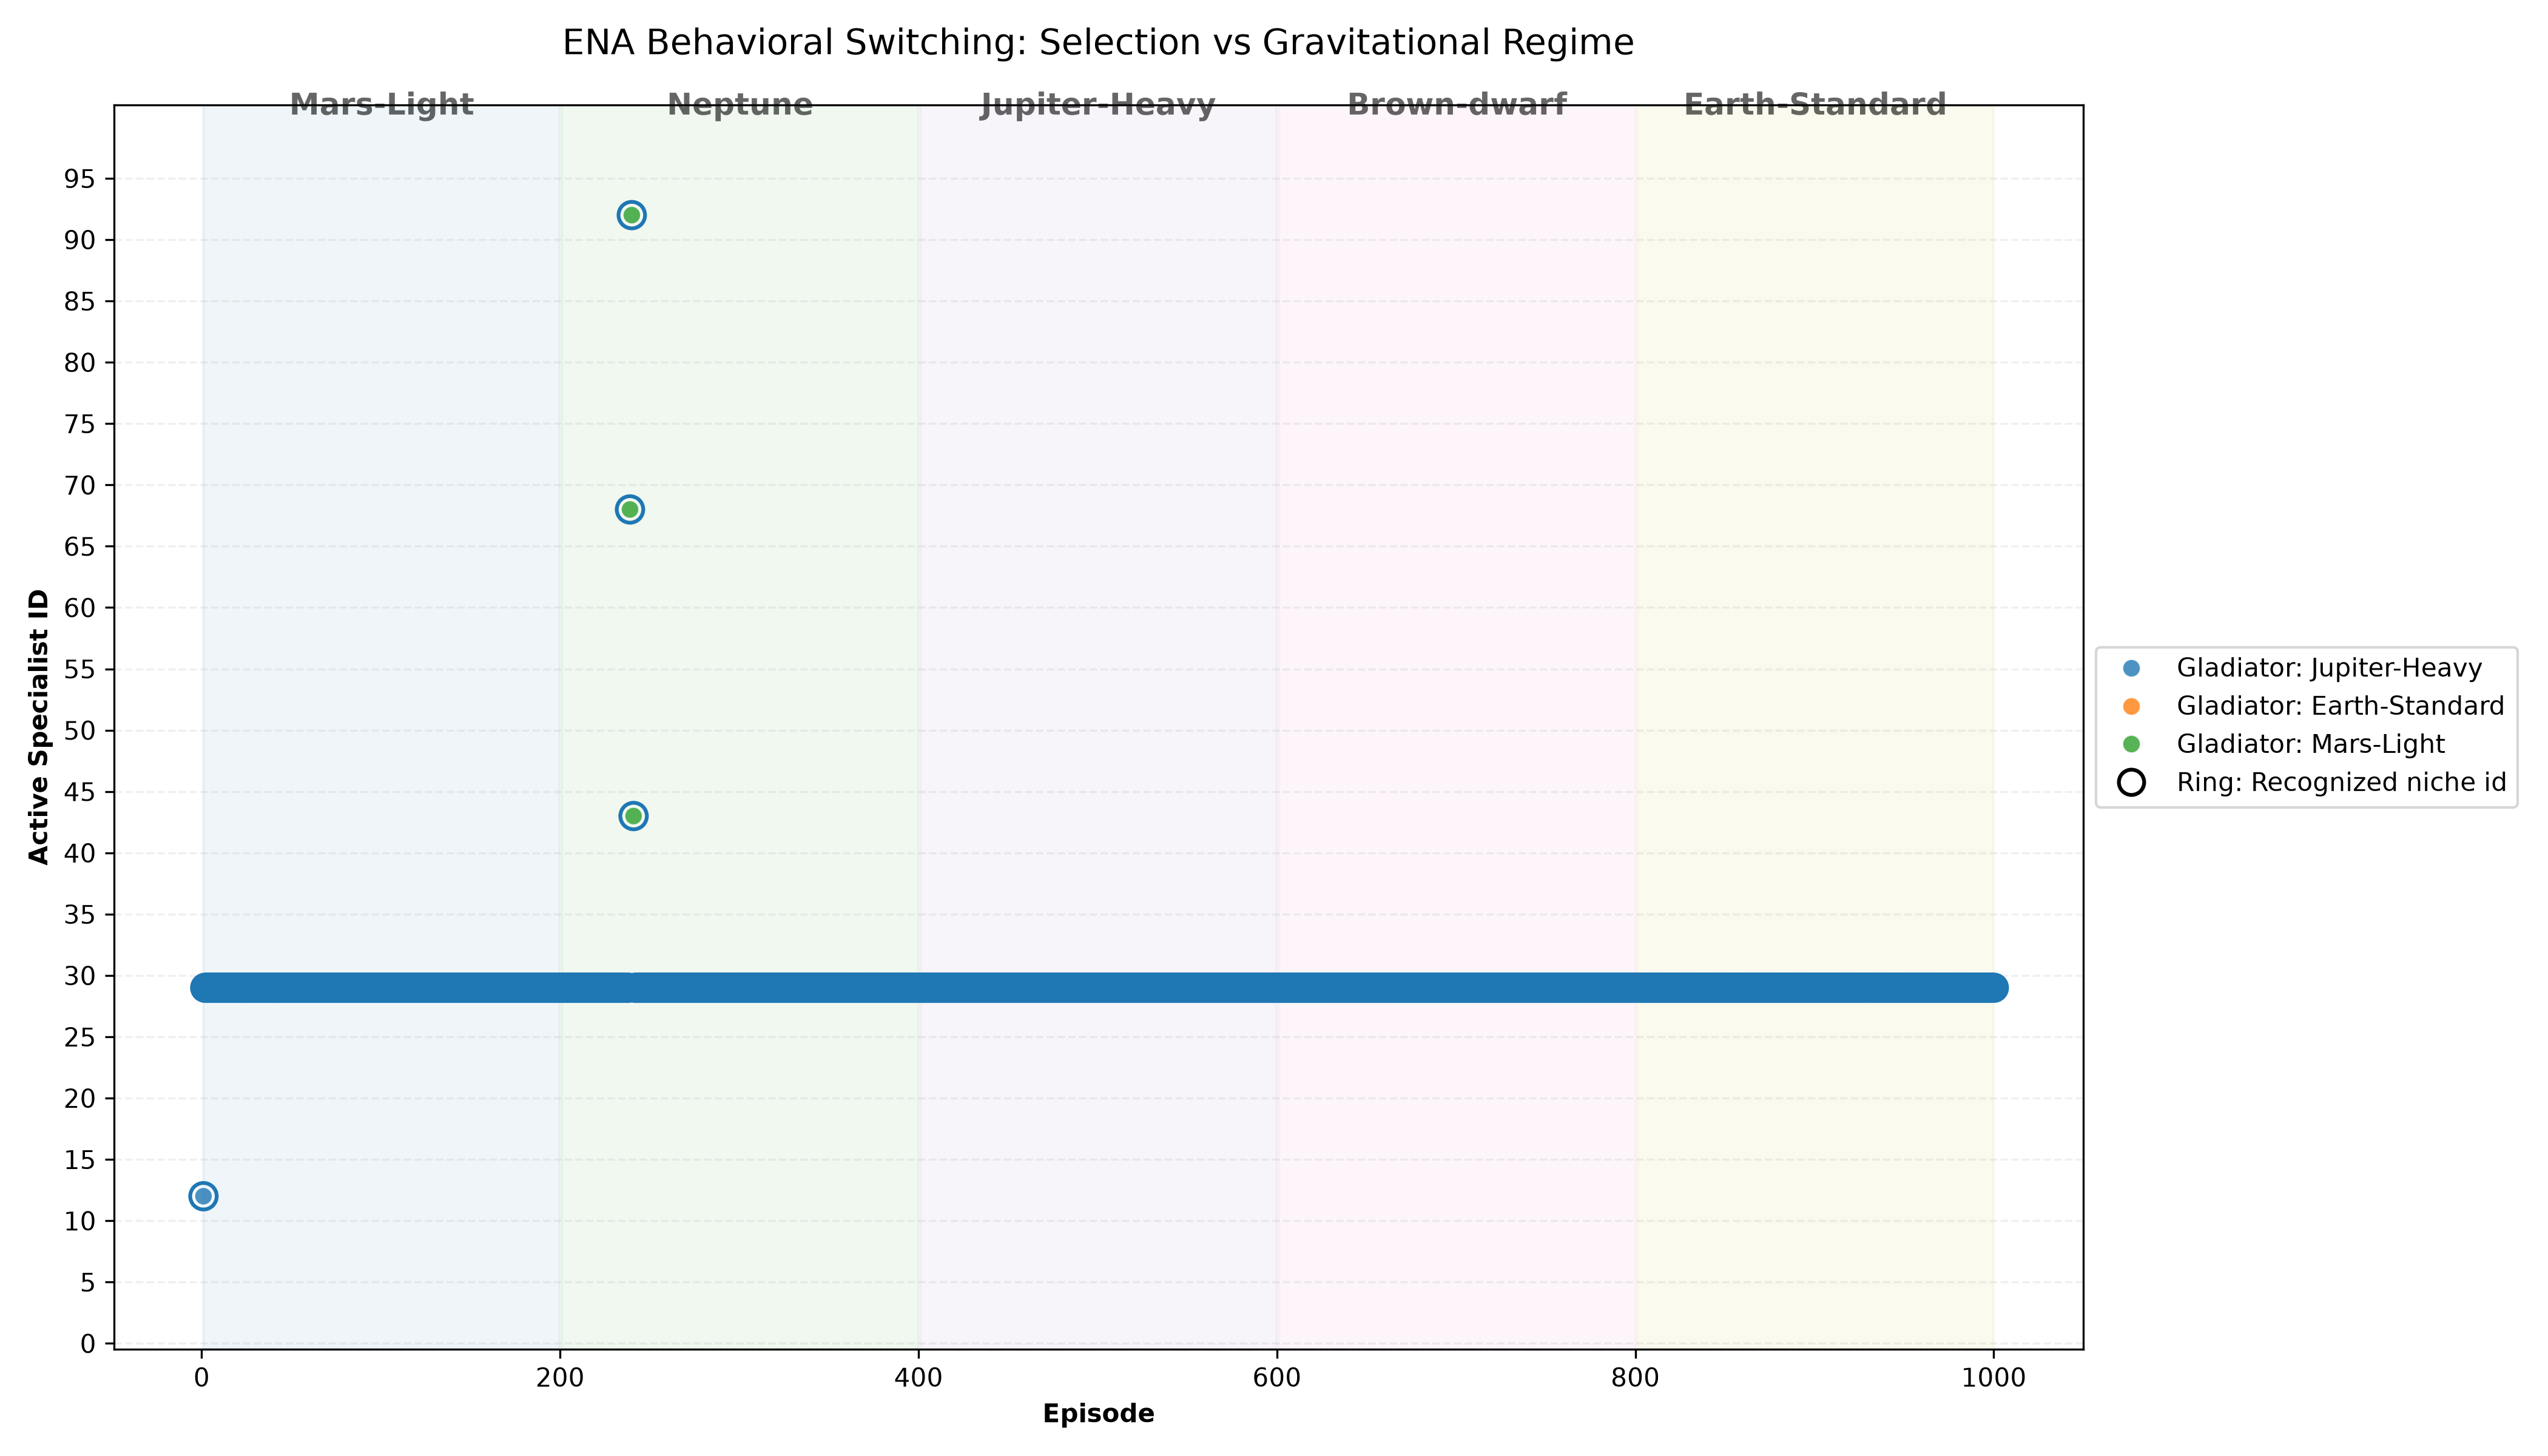 ENA Behavioral Switching: Selection vs Gravitational Regime
Mars-Light Neptune Jupiter-Heavy Brown-dwarf Earth-Standard
95
90
85
80
75
70
65
60
55
50
45
40
35
30
25
20
15
10
5
0
Active Specialist ID
0 200 400 600 800 1000
Episode
Gladiator: Jupiter-Heavy
Gladiator: Earth-Standard
Gladiator: Mars-Light
Ring: Recognized niche id